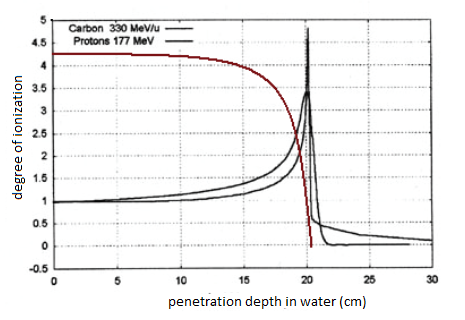 5
4.5
4
3.5
3
2.5
2
1.5
1
0.5
0
-0.5
Carbon 330 MeV/u
Protons 177 MeV
degree of ionization
0 5 10 15 20 25 30
penetration depth in water (cm)